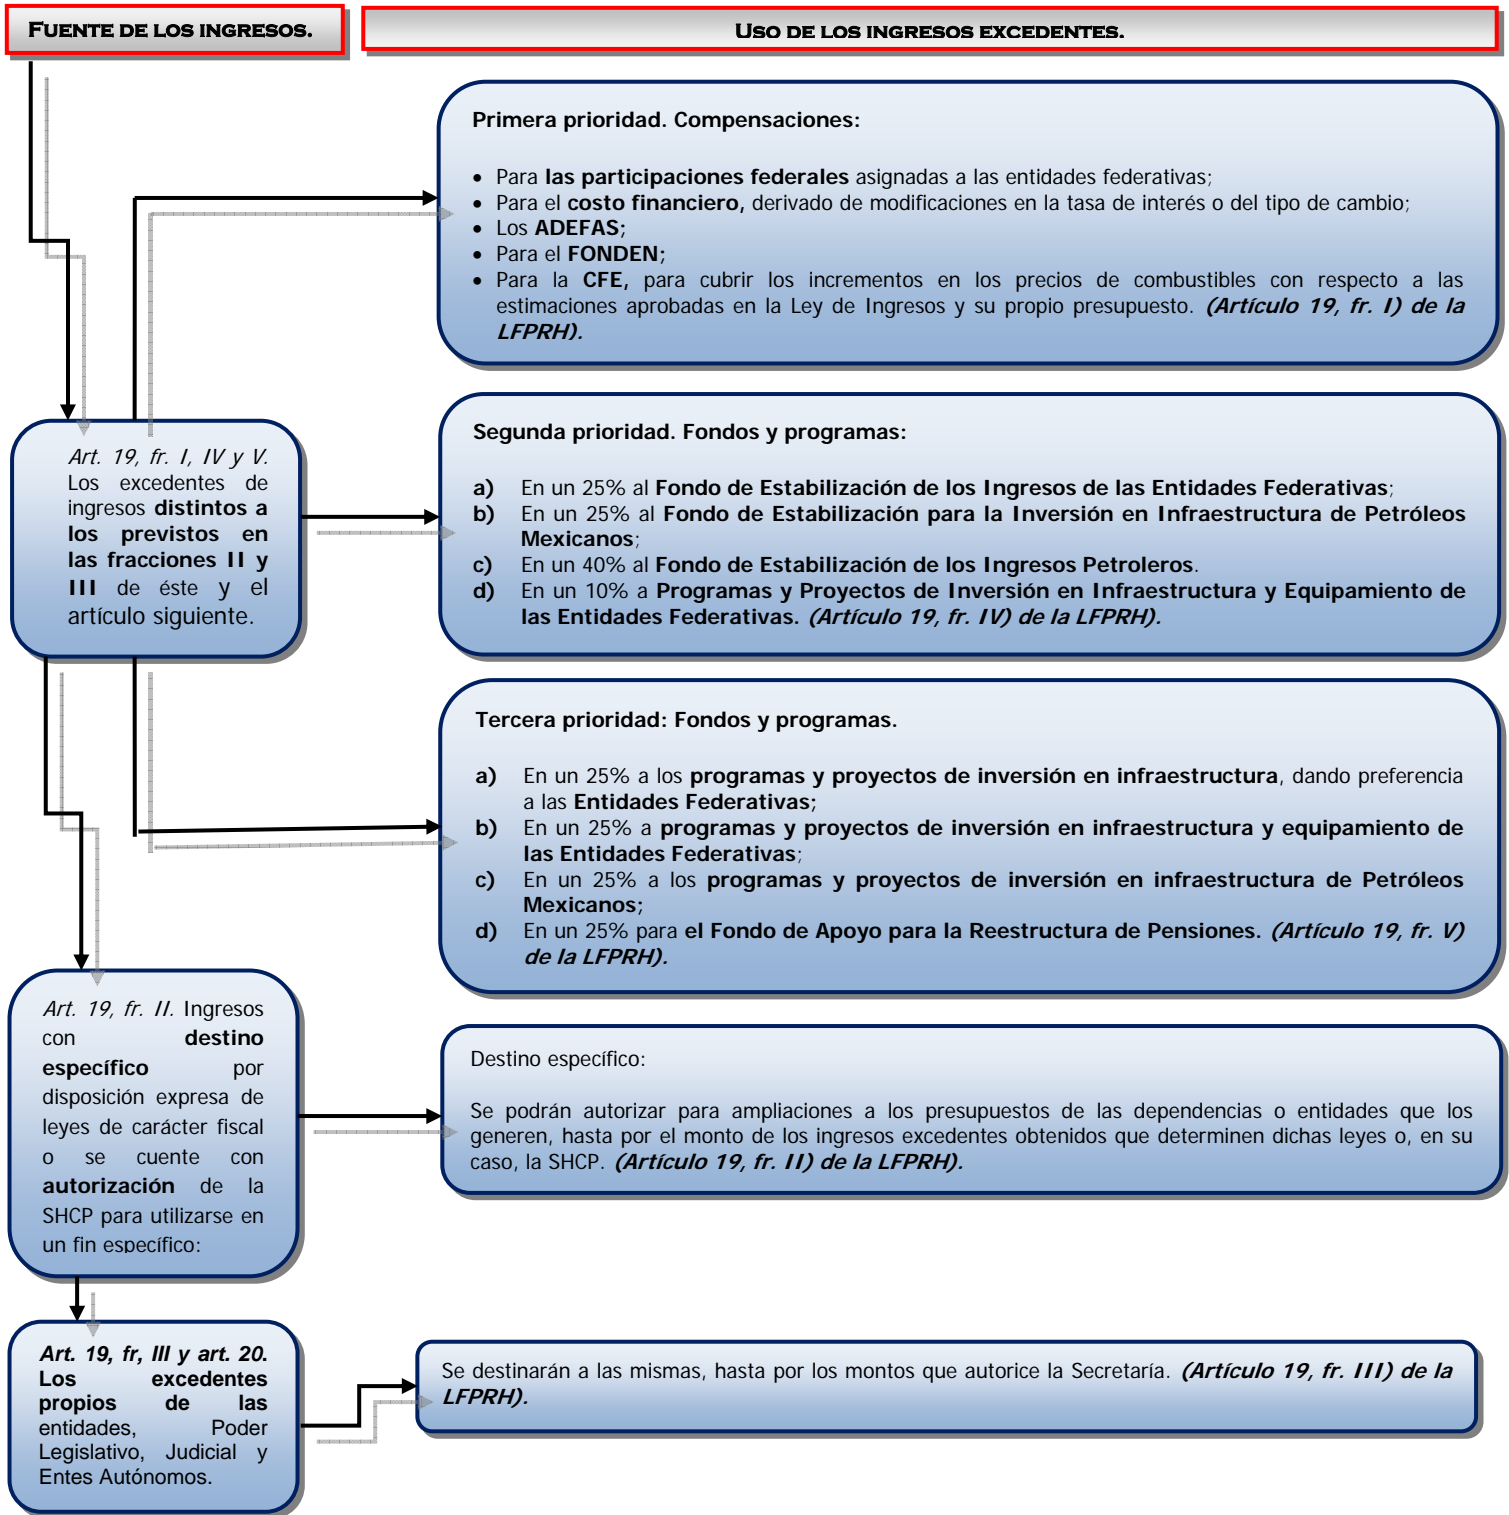 FUENTE DE LOS INGRESOS.
USO DE LOS INGRESOS EXCEDENTES.
Primera prioridad. Compensaciones:
• Para las participaciones federales asignadas a las entidades federativas;
• Para el costo financiero, derivado de modificaciones en la tasa de interés o del tipo de cambio;
• Los ADEFAS;
• Para el FONDEN;
• Para la CFE, para cubrir los incrementos en los precios de combustibles con respecto a las
estimaciones aprobadas en la Ley de Ingresos y su propio presupuesto. (Artículo 19, fr. I) de la
LFPRH).
Art. 19, fr. I, IV y V.
Los excedentes de
ingresos distintos a
los previstos en
las fracciones II y
III de éste y el
artículo siguiente.
Segunda prioridad. Fondos y programas:
a) En un 25% al Fondo de Estabilización de los Ingresos de las Entidades Federativas;
b) En un 25% al Fondo de Estabilización para la Inversión en Infraestructura de Petróleos
Mexicanos;
c) En un 40% al Fondo de Estabilización de los Ingresos Petroleros.
d) En un 10% a Programas y Proyectos de Inversión en Infraestructura y Equipamiento de
las Entidades Federativas. (Artículo 19, fr. IV) de la LFPRH).
Tercera prioridad: Fondos y programas.
a) En un 25% a los programas y proyectos de inversión en infraestructura, dando preferencia
a las Entidades Federativas;
b) En un 25% a programas y proyectos de inversión en infraestructura y equipamiento de
las Entidades Federativas;
c) En un 25% a los programas y proyectos de inversión en infraestructura de Petróleos
Mexicanos;
d) En un 25% para el Fondo de Apoyo para la Reestructura de Pensiones. (Artículo 19, fr. V)
de la LFPRH).
Art. 19, fr. II. Ingresos
con destino
específico por
disposición expresa de
leyes de carácter fiscal
o se cuente con
autorización de la
SHCP para utilizarse en
un fin específico:
Destino específico:
Se podrán autorizar para ampliaciones a los presupuestos de las dependencias o entidades que los
generen, hasta por el monto de los ingresos excedentes obtenidos que determinen dichas leyes o, en su
caso, la SHCP. (Artículo 19, fr. II) de la LFPRH).
Art. 19, fr, III y art. 20.
Los excedentes
propios de las
entidades, Poder
Legislativo, Judicial y
Entes Autónomos.
Se destinarán a las mismas, hasta por los montos que autorice la Secretaría. (Artículo 19, fr. III) de la
LFPRH).